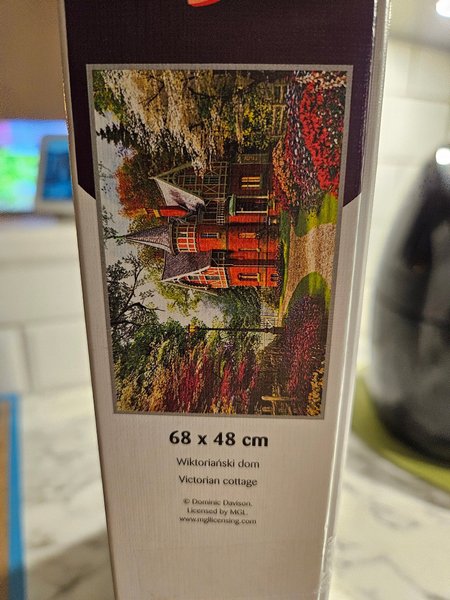 68 x 48 cm
Wiktoriański dom
Victorian cottage
© Dominic Davison.
Licensed by MGL.
www.mgllicensing.com